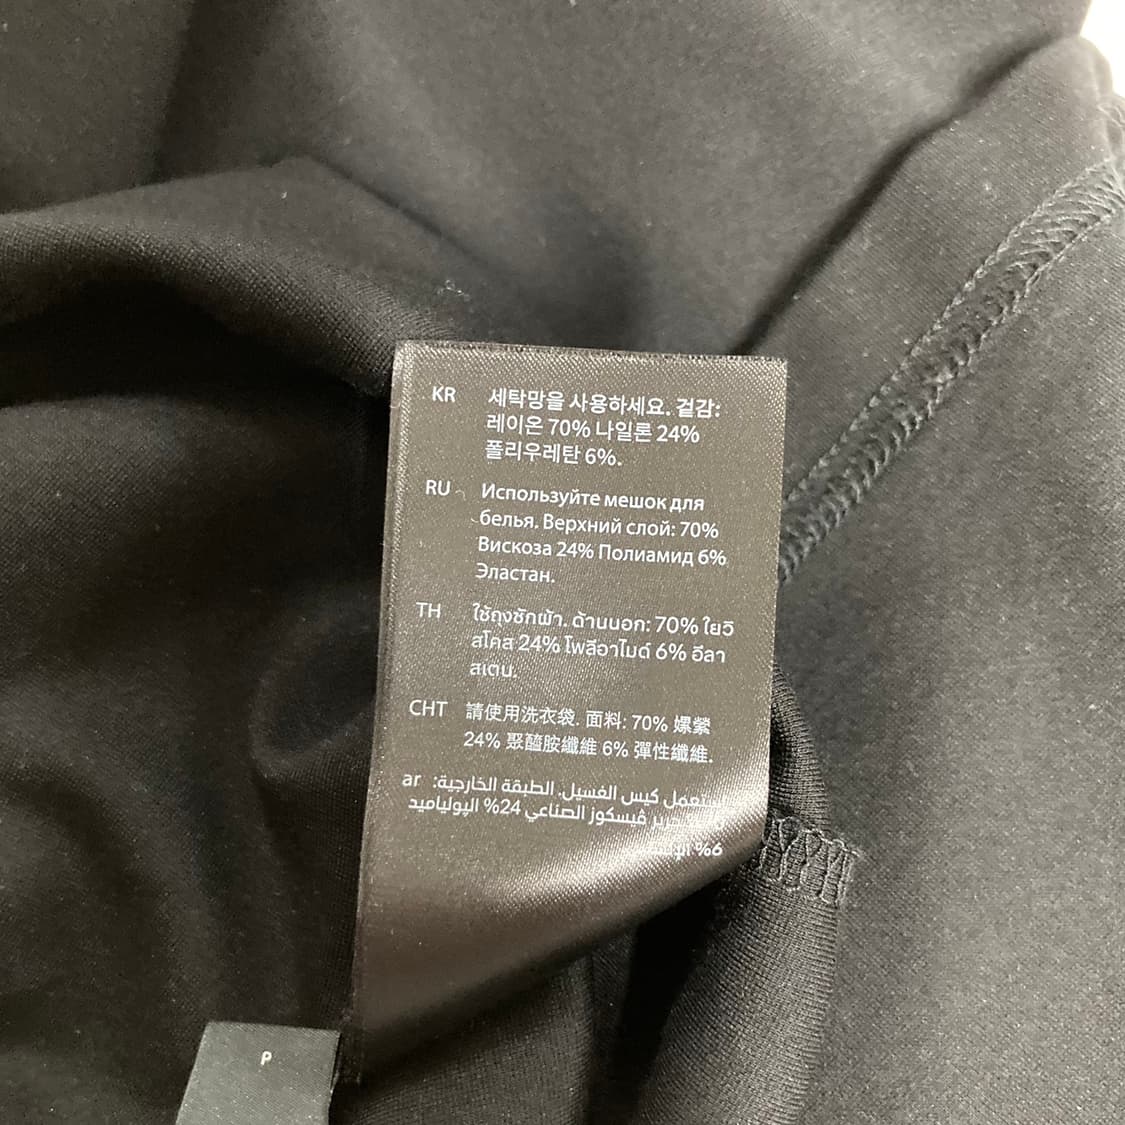 KR 세탁망을 사용하세요. 겉감:
레이온 70% 나일론 24%
폴리우레탄 6%.
RU Используйте мешок для
белья. Верхний слой: 70%
Вискоза 24% Полиамид 6%
Эластан.
TH ใช้ถุงซักผ้า. ด้านนอก: 70% ใยวิ
สโคส 24% โพลีอาไมด์ 6% อีลา
สเตน.
CHT 請使用洗衣袋. 面料: 70% 嫘縈
24% 聚醯胺纖維 6% 彈性纖維.
ar كيس الغسيل. الطبقة الخارجية:
ڤيسكوز الصناعي 24% البولياميد
6%
P